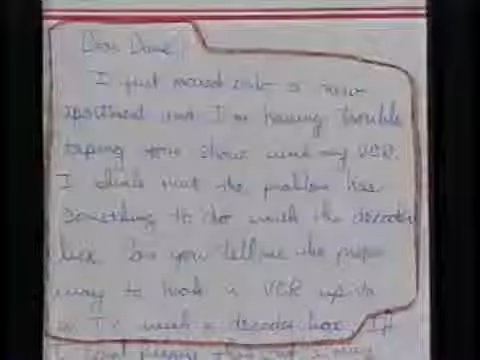 Dear Dave
I just moved into a new
apartment and I'm having trouble
taping your show with my VCR.
I think that the problem has
something to do with the decoder
box. Can you tell me the proper
way to hook a VCR up to
a TV with a decoder box. If